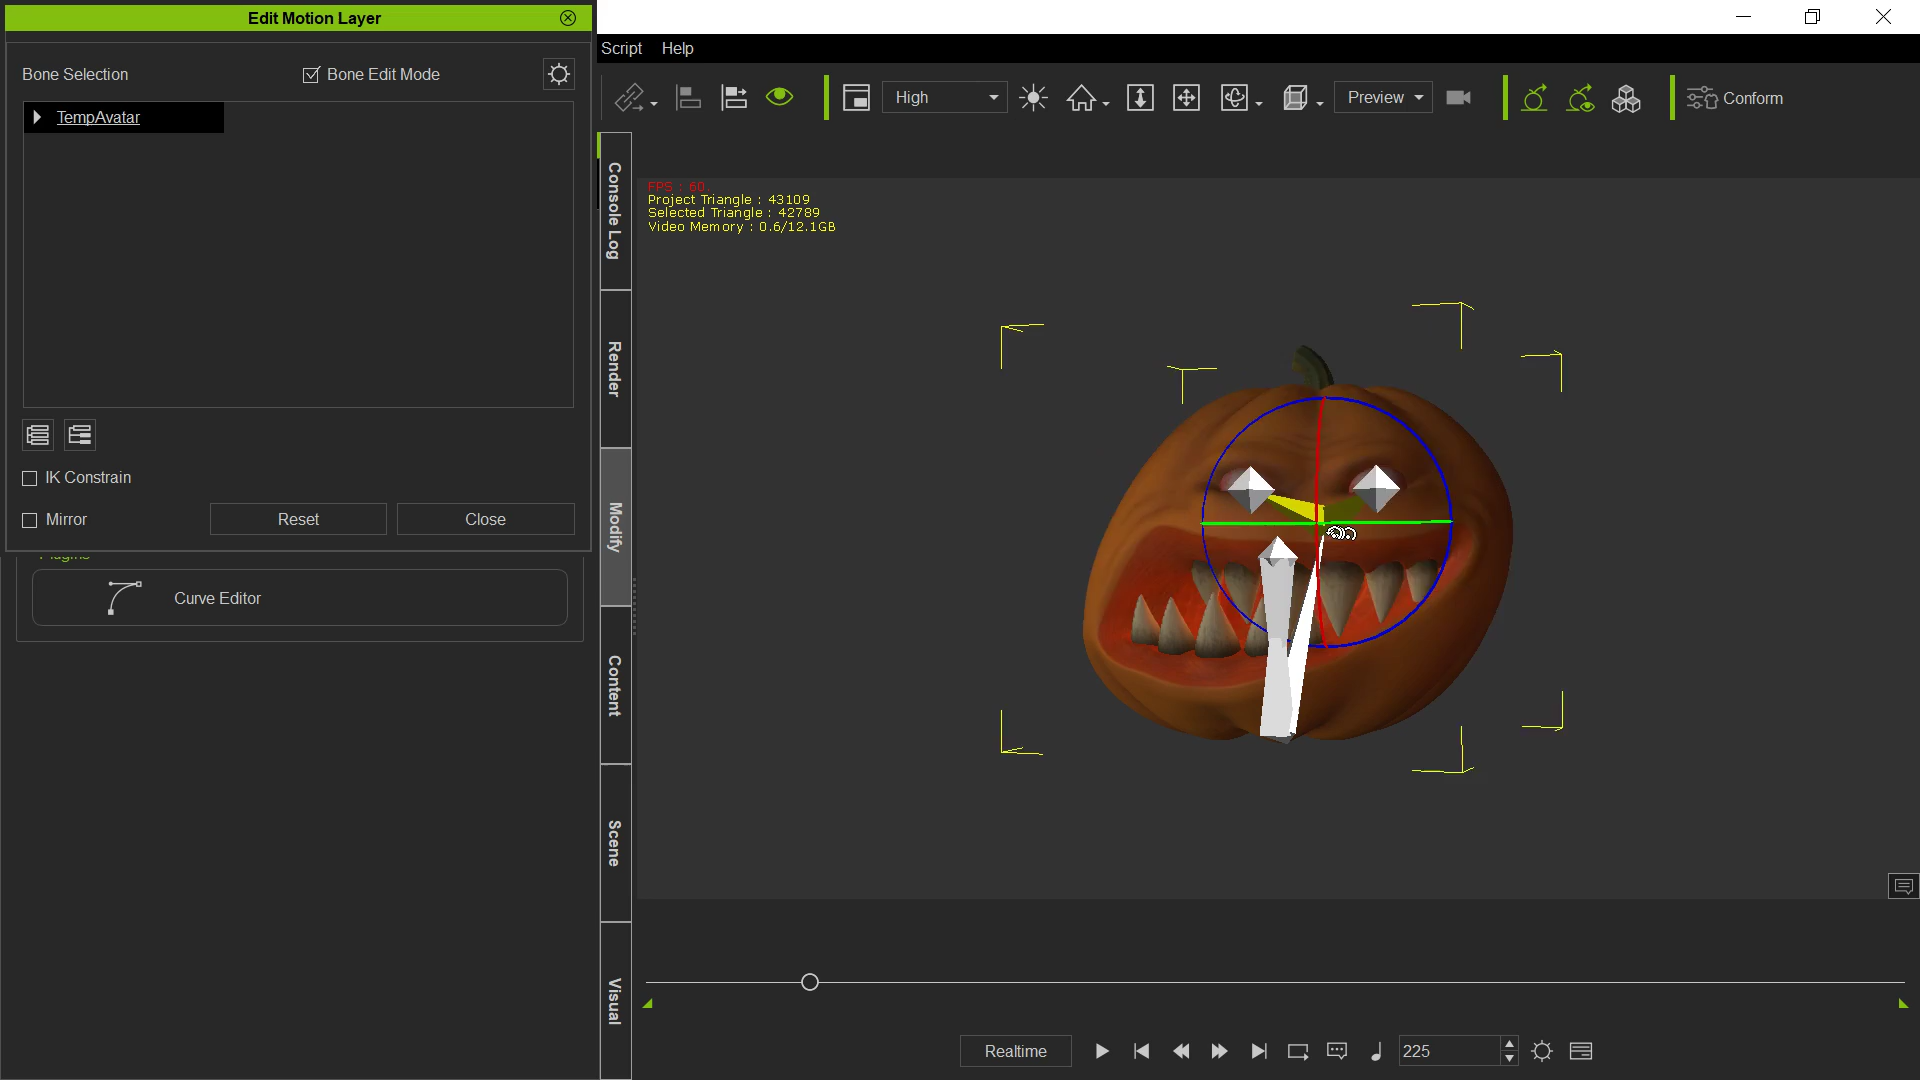 Edit Motion Layer
Script Help
Bone Selection
Bone Edit Mode
High
Preview
Conform
TempAvatar
Console Log
Render
Modify
Content
Scene
Visual
FPS : 60.
Project Triangle : 43109
Selected Triangle : 42789
Video Memory : 0.6/12.1GB
IK Constrain
Mirror
Reset
Close
Plugins
Curve Editor
Realtime
225